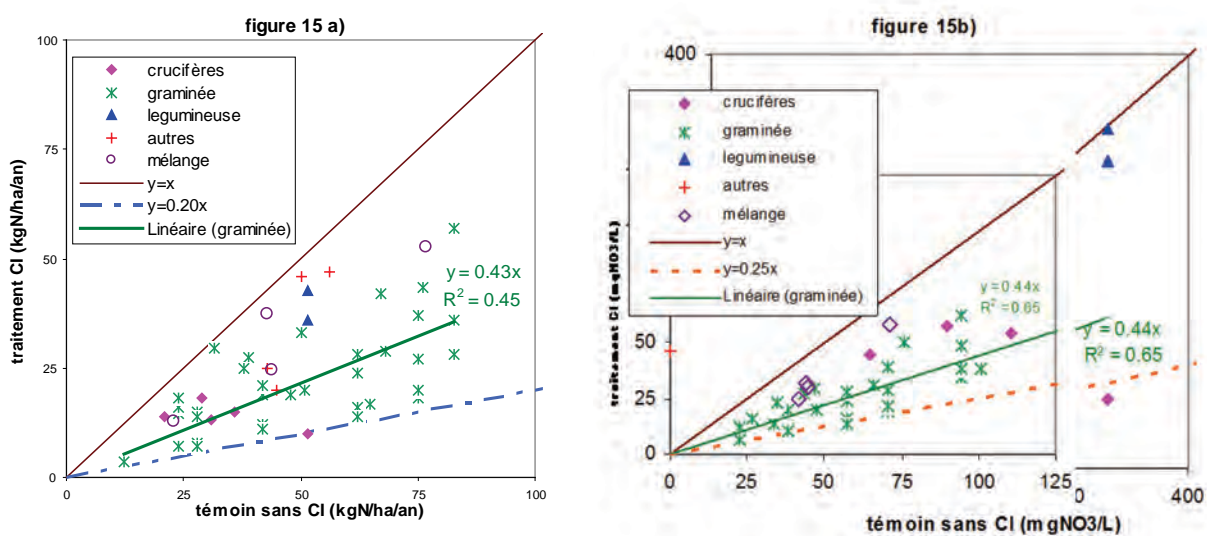 figure 15 a)
100
75
50
25
0
traitement CI (kgN/ha/an)
crucifères
graminée
legumineuse
autres
mélange
y=x
y=0.20x
Linéaire (graminée)
y = 0.43x
R² = 0.45
0 25 50 75 100
témoin sans CI (kgN/ha/an)
figure 15b)
400
50
25
0
traitement CI (mgNO3/L)
crucifères
graminée
legumineuse
autres
mélange
y=x
y=0.25x
Linéaire (graminée)
y = 0.44x
R² = 0.65
y = 0.44x
R² = 0.65
0 25 50 75 100 125
400
témoin sans CI (mgNO3/L)